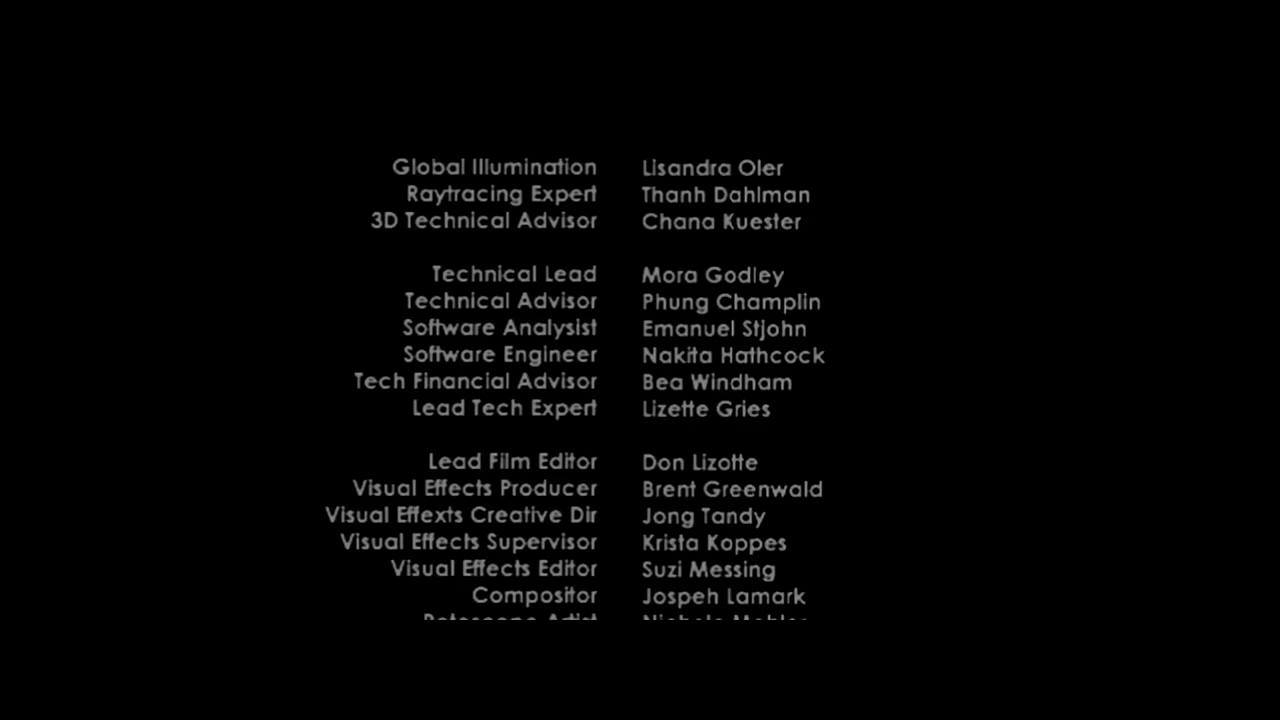 Global Illumination Lisandra Oler
Raytracing Expert Thanh Dahlman
3D Technical Advisor Chana Kuester
Technical Lead Mora Godley
Technical Advisor Phung Champlin
Software Analysist Emanuel Stjohn
Software Engineer Nakita Hathcock
Tech Financial Advisor Bea Windham
Lead Tech Expert Lizette Gries
Lead Film Editor Don Lizotte
Visual Effects Producer Brent Greenwald
Visual Effexts Creative Dir Jong Tandy
Visual Effects Supervisor Krista Koppes
Visual Effects Editor Suzi Messing
Compositor Jospeh Lamark